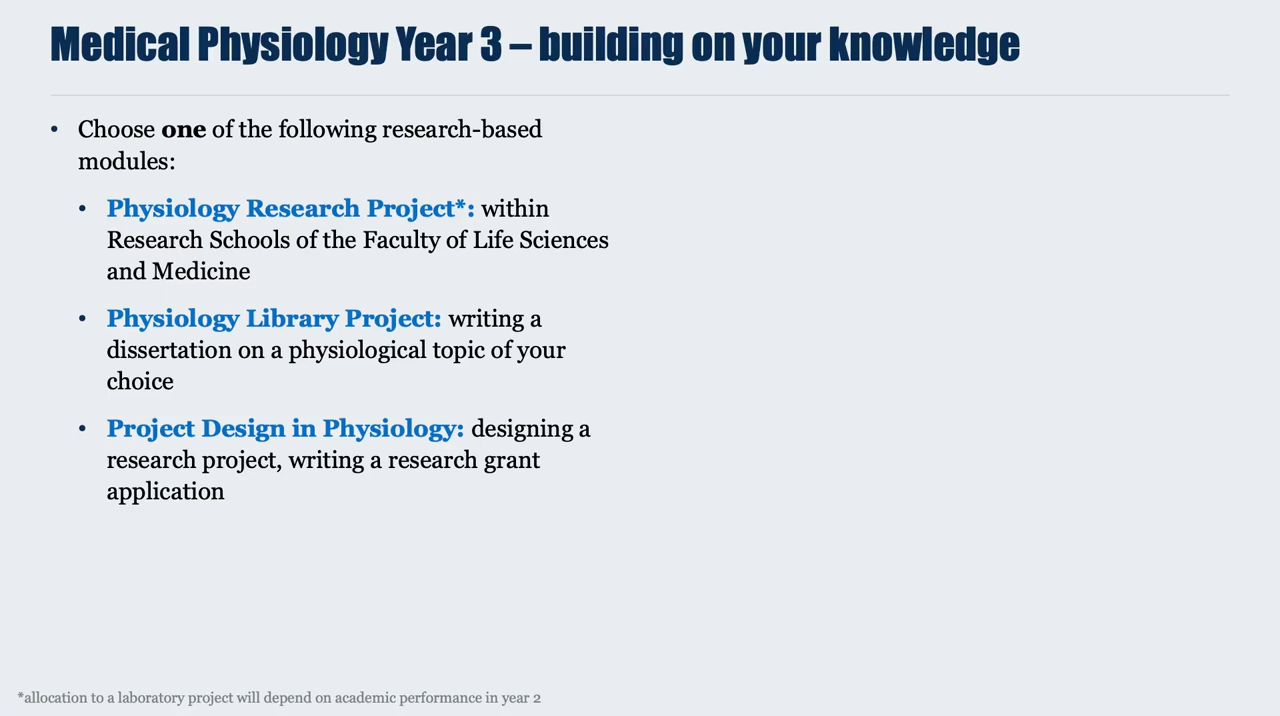 Medical Physiology Year 3 – building on your knowledge
• Choose one of the following research-based
modules:
• Physiology Research Project*: within
Research Schools of the Faculty of Life Sciences
and Medicine
• Physiology Library Project: writing a
dissertation on a physiological topic of your
choice
• Project Design in Physiology: designing a
research project, writing a research grant
application
*allocation to a laboratory project will depend on academic performance in year 2